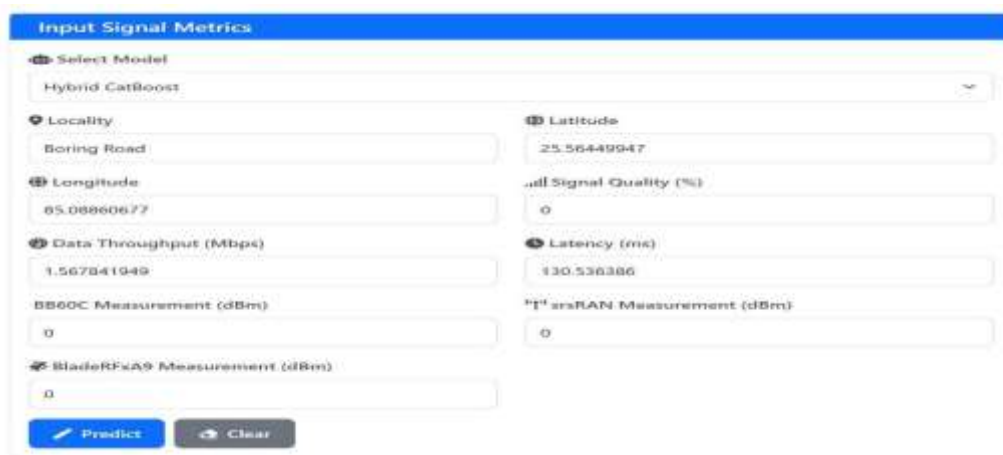 Input Signal Metrics
Select Model
Hybrid CatBoost
Locality
Latitude
Boring Road
25.56449947
Longitude
Signal Quality (%)
85.08860677
0
Data Throughput (Mbps)
Latency (ms)
1.567841949
130.536386
BB60C Measurement (dBm)
srsRAN Measurement (dBm)
0
0
BladeRFxA9 Measurement (dBm)
0
Predict
Clear